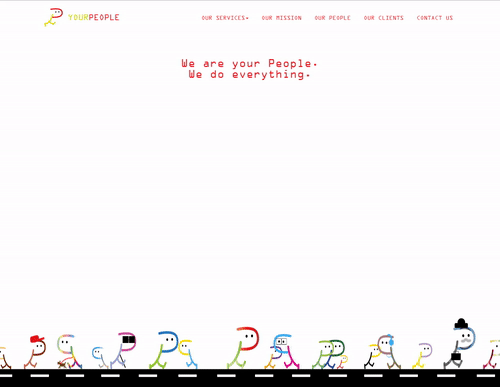 YOURPEOPLE
OUR SERVICES
OUR MISSION
OUR PEOPLE
OUR CLIENTS
CONTACT US
We are your People.
We do everything.